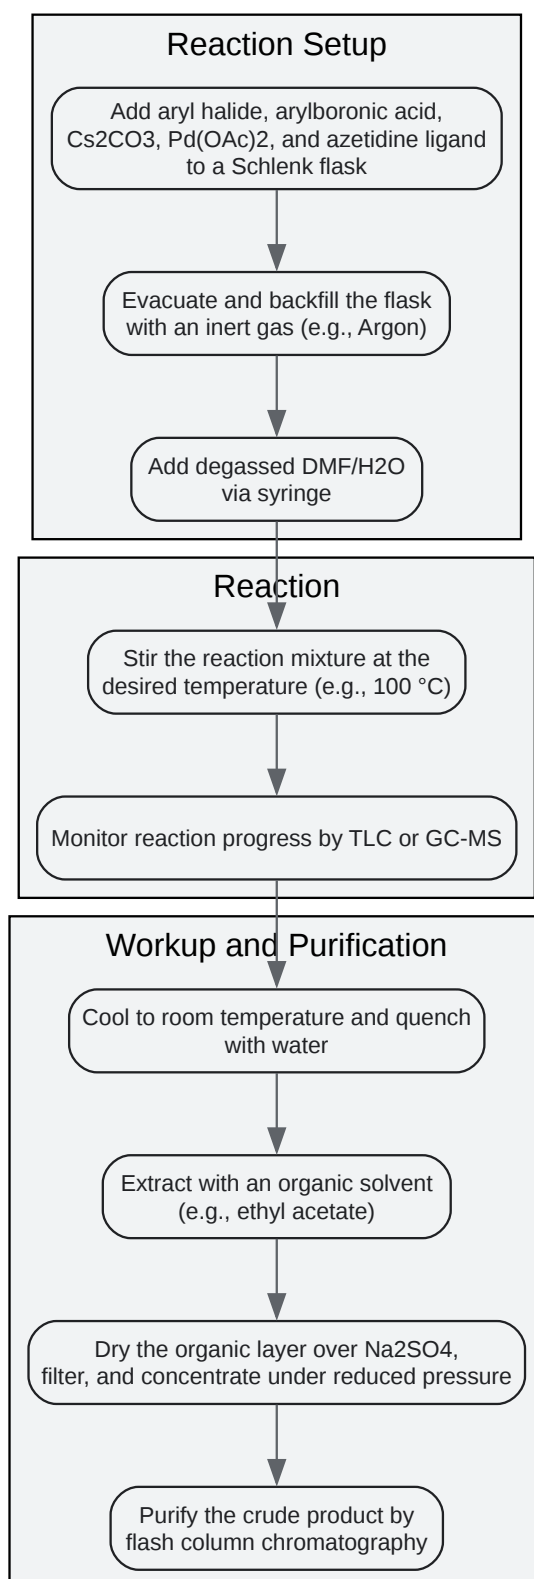 Reaction Setup
Add aryl halide, arylboronic acid,
Cs2CO3, Pd(OAc)2, and azetidine ligand
to a Schlenk flask
Evacuate and backfill the flask
with an inert gas (e.g., Argon)
Add degassed DMF/H2O
via syringe
Reaction
Stir the reaction mixture at the
desired temperature (e.g., 100 °C)
Monitor reaction progress by TLC or GC-MS
Workup and Purification
Cool to room temperature and quench
with water
Extract with an organic solvent
(e.g., ethyl acetate)
Dry the organic layer over Na2SO4,
filter, and concentrate under reduced pressure
Purify the crude product by
flash column chromatography